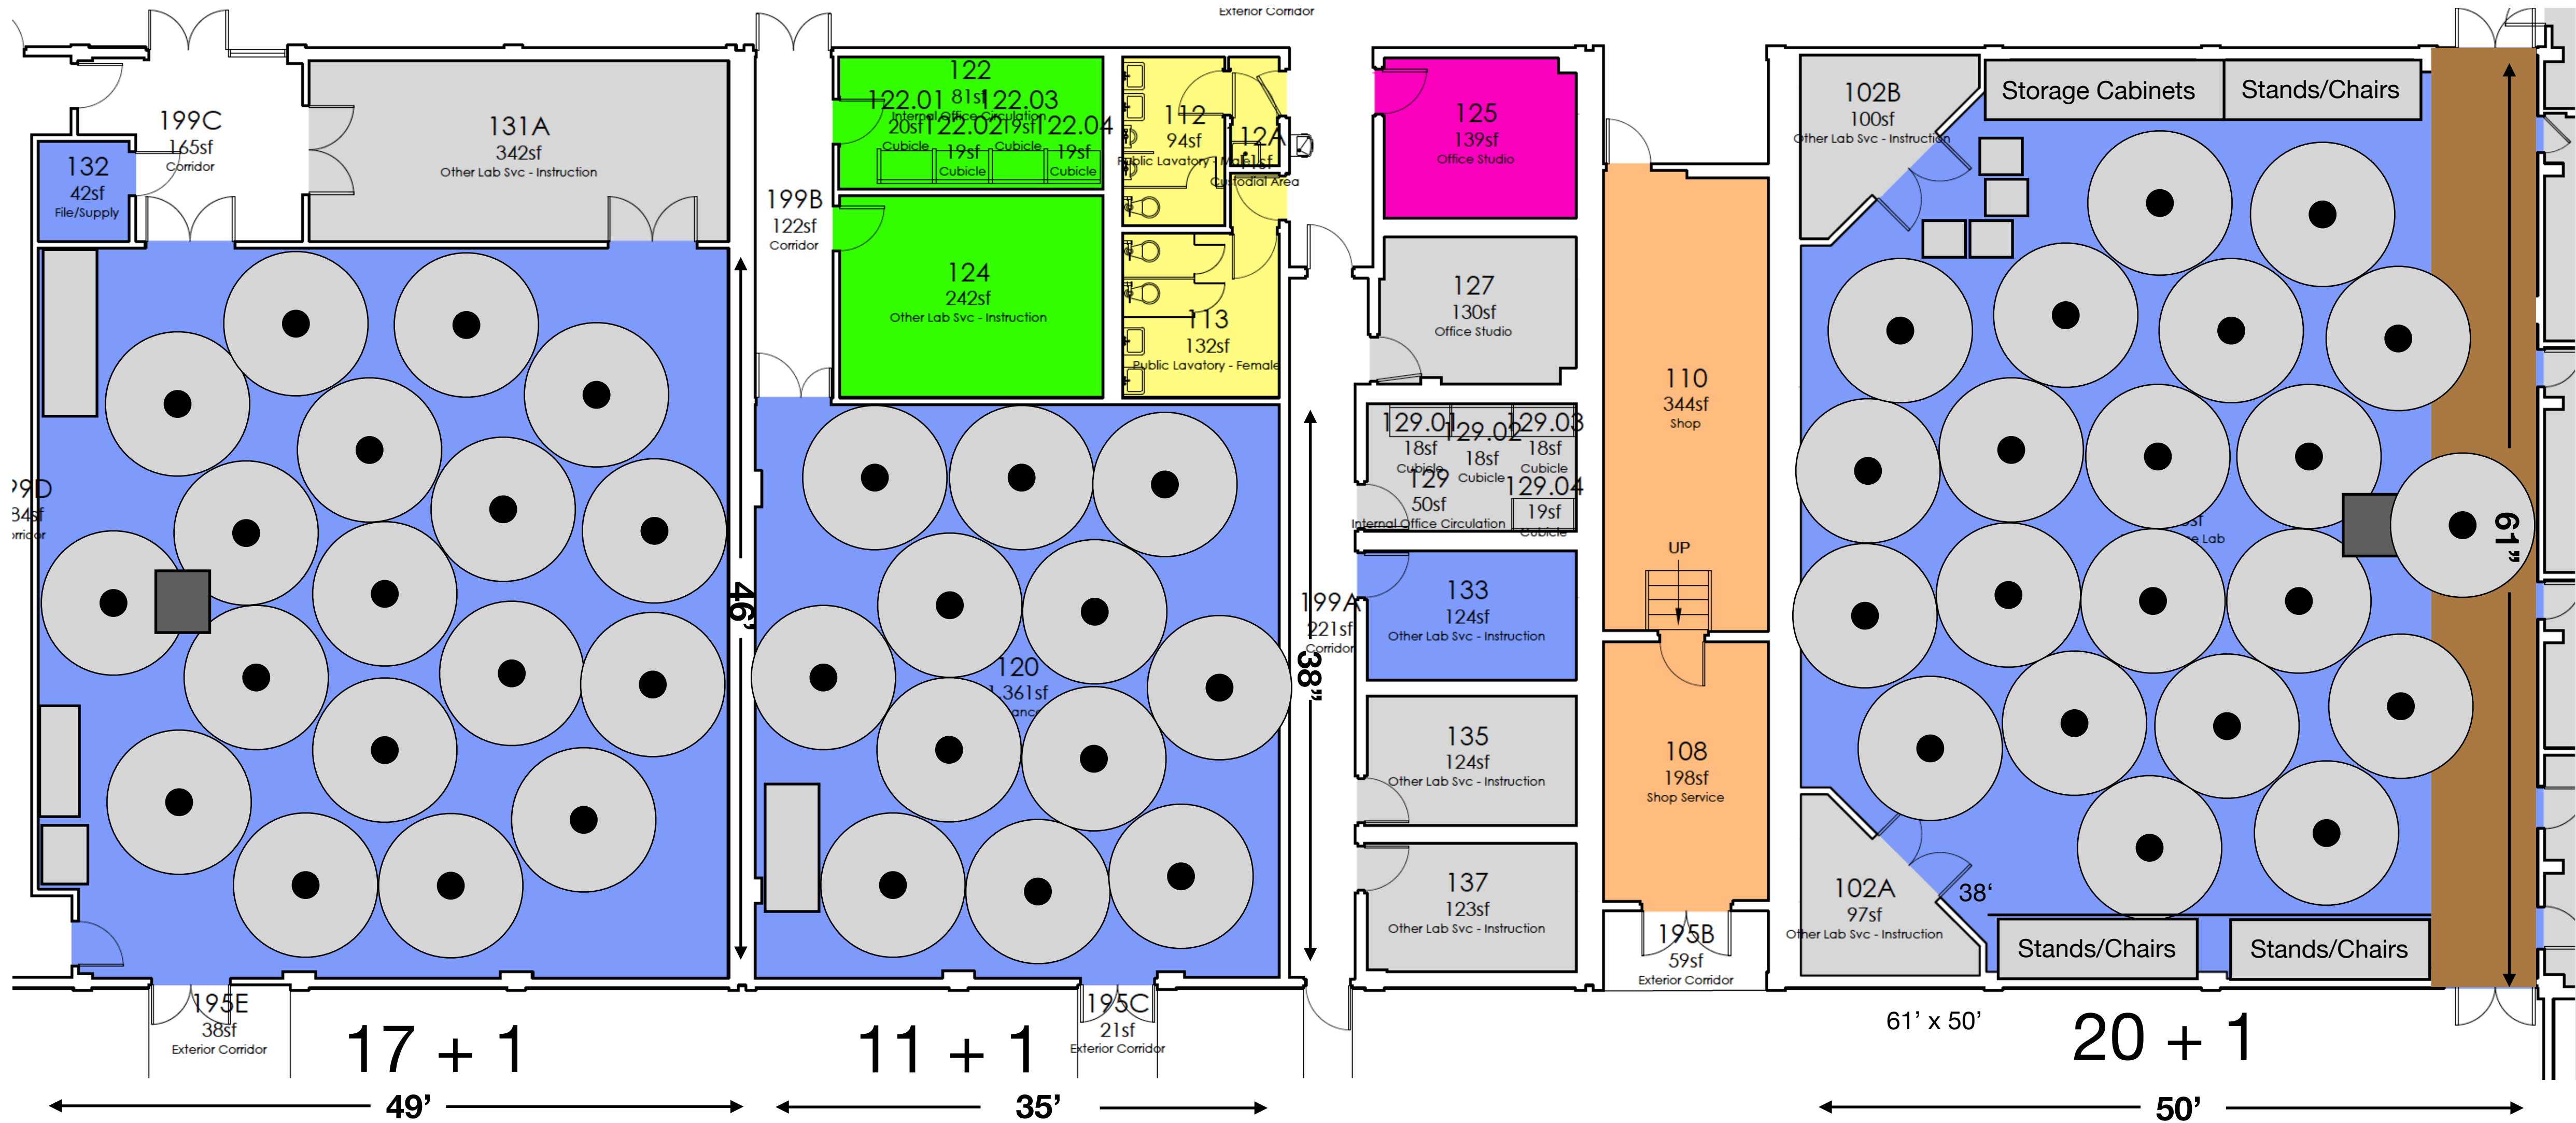 Exterior Corridor
199C
165sf
Corridor
132
42sf
File/Supply
131A
342sf
Other Lab Svc - Instruction
199B
122sf
Corridor
122
81sf
Internal Office Circulation
122.01
20sf
Cubicle
122.02
19sf
Cubicle
122.03
19sf
Cubicle
122.04
19sf
Cubicle
124
242sf
Other Lab Svc - Instruction
112
94sf
Public Lavatory - Male
12A
Custodial Area
113
132sf
Public Lavatory - Female
125
139sf
Office Studio
127
130sf
Office Studio
129.01
18sf
Cubicle
129.02
18sf
Cubicle
129.03
18sf
Cubicle
129
50sf
Internal Office Circulation
129.04
19sf
Cubicle
133
124sf
Other Lab Svc - Instruction
135
124sf
Other Lab Svc - Instruction
137
123sf
Other Lab Svc - Instruction
199A
221sf
Corridor
110
344sf
Shop
UP
108
198sf
Shop Service
195B
59sf
Exterior Corridor
102B
100sf
Other Lab Svc - Instruction
Storage Cabinets
Stands/Chairs
e Lab
61”
102A
97sf
Other Lab Svc - Instruction
38‘
Stands/Chairs
Stands/Chairs
99D
34sf
orridor
46’
120
1,361sf
ance
38”
195E
38sf
Exterior Corridor
195C
21sf
Exterior Corridor
17 + 1
11 + 1
61’ x 50’
20 + 1
49’
35’
50’